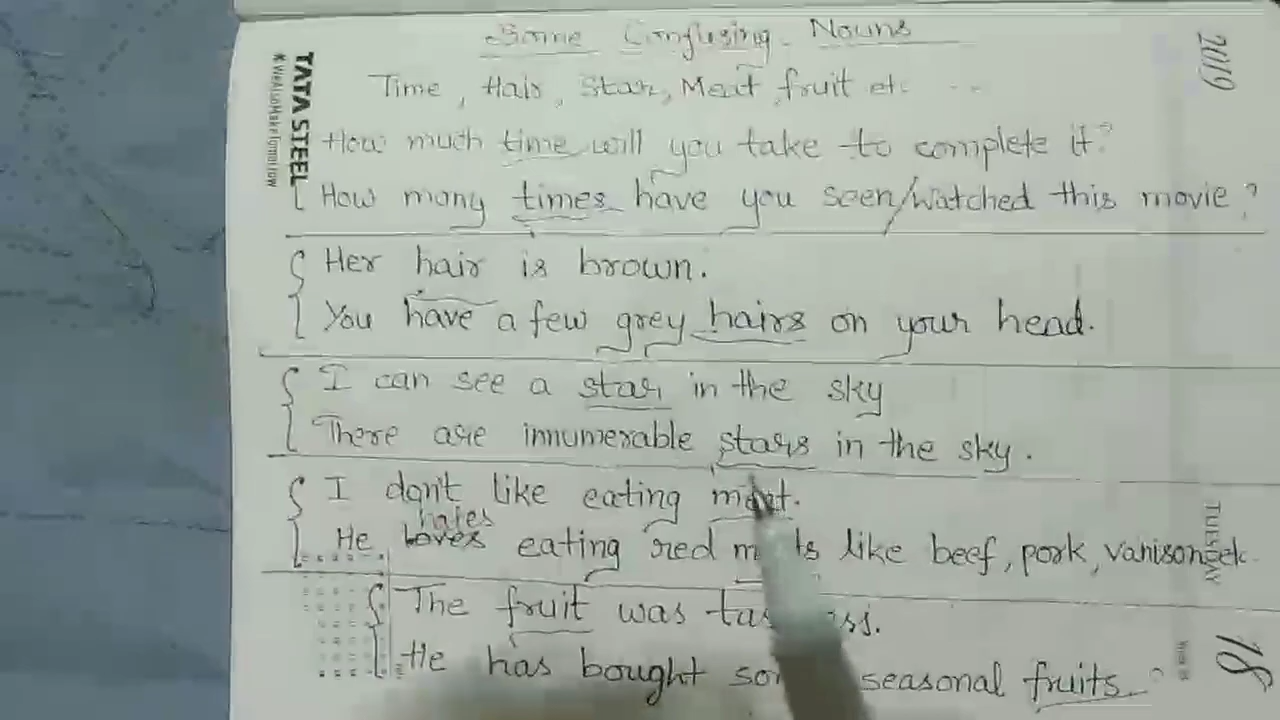 Some Confusing Nouns
2019
Time, Hair, Star, Meat, fruit etc ...
TATA STEEL
#WeAlsoMakeTomorrow
How much time will you take to complete it?
How many times have you seen/watched this movie?
Her hair is brown.
You have a few grey hairs on your head.
I can see a star in the sky
There are innumerable stars in the sky.
I don't like eating meat.
hates
He loves eating red like beef, pork, vanison etc.
TUESDAY
The fruit was
He has bought seasonal fruits.
18